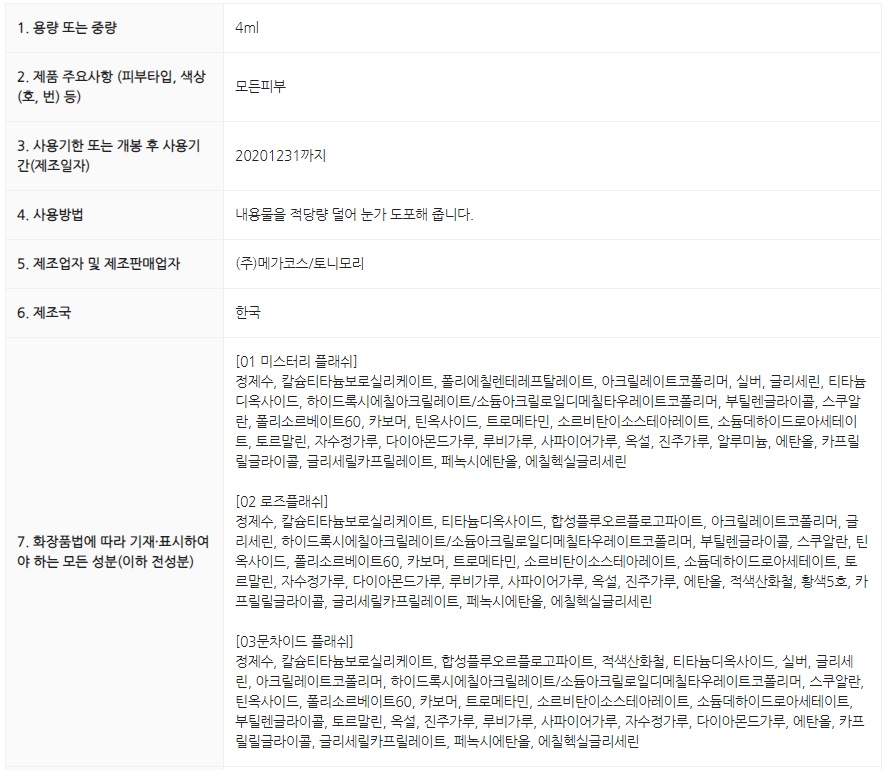 1. 용량 또는 중량
4ml
2. 제품 주요사항 (피부타입, 색상
(호, 번) 등)
모든피부
3. 사용기한 또는 개봉 후 사용기
간(제조일자)
20201231까지
4. 사용방법
내용물을 적당량 덜어 눈가 도포해 줍니다.
5. 제조업자 및 제조판매업자
(주)메가코스/토니모리
6. 제조국
한국
7. 화장품법에 따라 기재·표시하여
야 하는 모든 성분(이하 전성분)
[01 미스터리 플래쉬]
정제수, 칼슘티타늄보로실리케이트, 폴리에칠렌테레프탈레이트, 아크릴레이트코폴리머, 실버, 글리세린, 티타늄
디옥사이드, 하이드록시에칠아크릴레이트/소듐아크릴로일디메칠타우레이트코폴리머, 부틸렌글라이콜, 스쿠알
란, 폴리소르베이트60, 카보머, 틴옥사이드, 트로메타민, 소르비탄이소스테아레이트, 소듐데하이드로아세테이
트, 토르말린, 자수정가루, 다이아몬드가루, 루비가루, 사파이어가루, 옥설, 진주가루, 알루미늄, 에탄올, 카프릴
릴글라이콜, 글리세릴카프릴레이트, 페녹시에탄올, 에칠헥실글리세린
[02 로즈플래쉬]
정제수, 칼슘티타늄보로실리케이트, 티타늄디옥사이드, 합성플루오르플로고파이트, 아크릴레이트코폴리머, 글
리세린, 하이드록시에칠아크릴레이트/소듐아크릴로일디메칠타우레이트코폴리머, 부틸렌글라이콜, 스쿠알란, 틴
옥사이드, 폴리소르베이트60, 카보머, 트로메타민, 소르비탄이소스테아레이트, 소듐데하이드로아세테이트, 토
르말린, 자수정가루, 다이아몬드가루, 루비가루, 사파이어가루, 옥설, 진주가루, 에탄올, 적색산화철, 황색5호, 카
프릴릴글라이콜, 글리세릴카프릴레이트, 페녹시에탄올, 에칠헥실글리세린
[03문차이드 플래쉬]
정제수, 칼슘티타늄보로실리케이트, 합성플루오르플로고파이트, 적색산화철, 티타늄디옥사이드, 실버, 글리세
린, 아크릴레이트코폴리머, 하이드록시에칠아크릴레이트/소듐아크릴로일디메칠타우레이트코폴리머, 스쿠알란,
틴옥사이드, 폴리소르베이트60, 카보머, 트로메타민, 소르비탄이소스테아레이트, 소듐데하이드로아세테이트,
부틸렌글라이콜, 토르말린, 옥설, 진주가루, 루비가루, 사파이어가루, 자수정가루, 다이아몬드가루, 에탄올, 카프
릴릴글라이콜, 글리세릴카프릴레이트, 페녹시에탄올, 에칠헥실글리세린